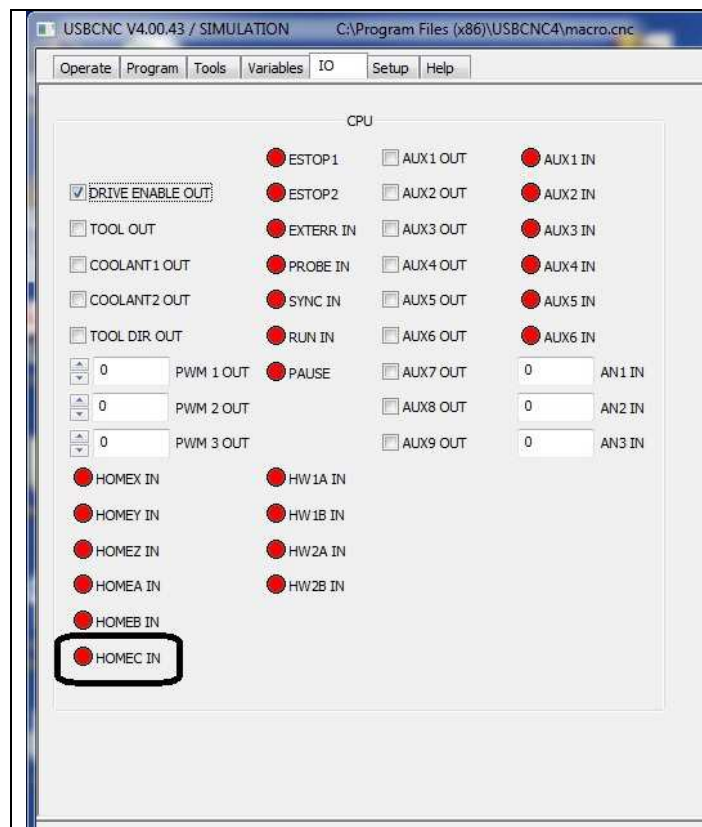 USBCNC V4.00.43 / SIMULATION C:\Program Files (x86)\USBCNC4\macro.cnc
Operate Program Tools Variables IO Setup Help
CPU
ESTOP1 AUX1 OUT AUX1 IN
DRIVE ENABLE OUT ESTOP2 AUX2 OUT AUX2 IN
TOOL OUT EXTERR IN AUX3 OUT AUX3 IN
COOLANT1 OUT PROBE IN AUX4 OUT AUX4 IN
COOLANT2 OUT SYNC IN AUX5 OUT AUX5 IN
TOOL DIR OUT RUN IN AUX6 OUT AUX6 IN
0 PWM 1 OUT PAUSE AUX7 OUT 0 AN1 IN
0 PWM 2 OUT AUX8 OUT 0 AN2 IN
0 PWM 3 OUT AUX9 OUT 0 AN3 IN
HOMEX IN HW1A IN
HOMEY IN HW1B IN
HOMEZ IN HW2A IN
HOMEA IN HW2B IN
HOMEB IN
HOMEC IN